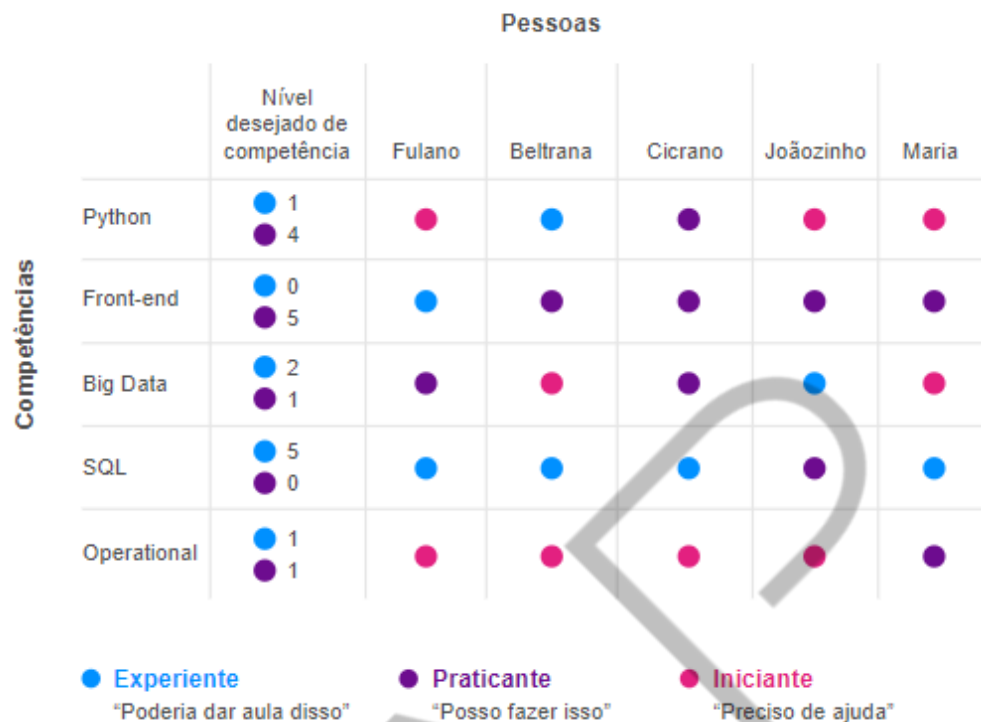 Pessoas
Nível
desejado de
competência
Fulano
Beltrana
Cicrano
Joãozinho
Maria
Competências
Python
1
4
Front-end
0
5
Big Data
2
1
SQL
5
0
Operational
1
1
Experiente
Praticante
Iniciante
“Poderia dar aula disso”
“Posso fazer isso”
“Preciso de ajuda”